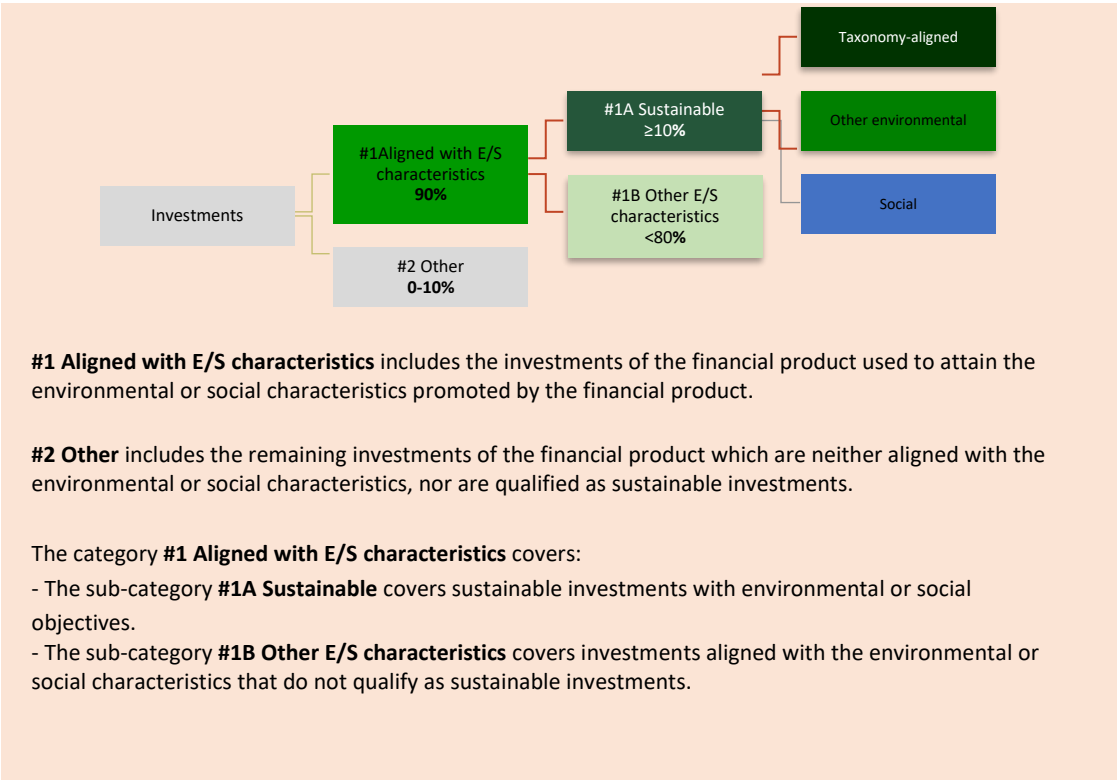 Taxonomy-aligned
#1A Sustainable
≥10%
Other environmental
#1Aligned with E/S
characteristics
90%
#1B Other E/S
characteristics
<80%
Investments
Social
#2 Other
0-10%
#1 Aligned with E/S characteristics includes the investments of the financial product used to attain the
environmental or social characteristics promoted by the financial product.
#2 Other includes the remaining investments of the financial product which are neither aligned with the
environmental or social characteristics, nor are qualified as sustainable investments.
The category #1 Aligned with E/S characteristics covers:
- The sub-category #1A Sustainable covers sustainable investments with environmental or social
objectives.
- The sub-category #1B Other E/S characteristics covers investments aligned with the environmental or
social characteristics that do not qualify as sustainable investments.